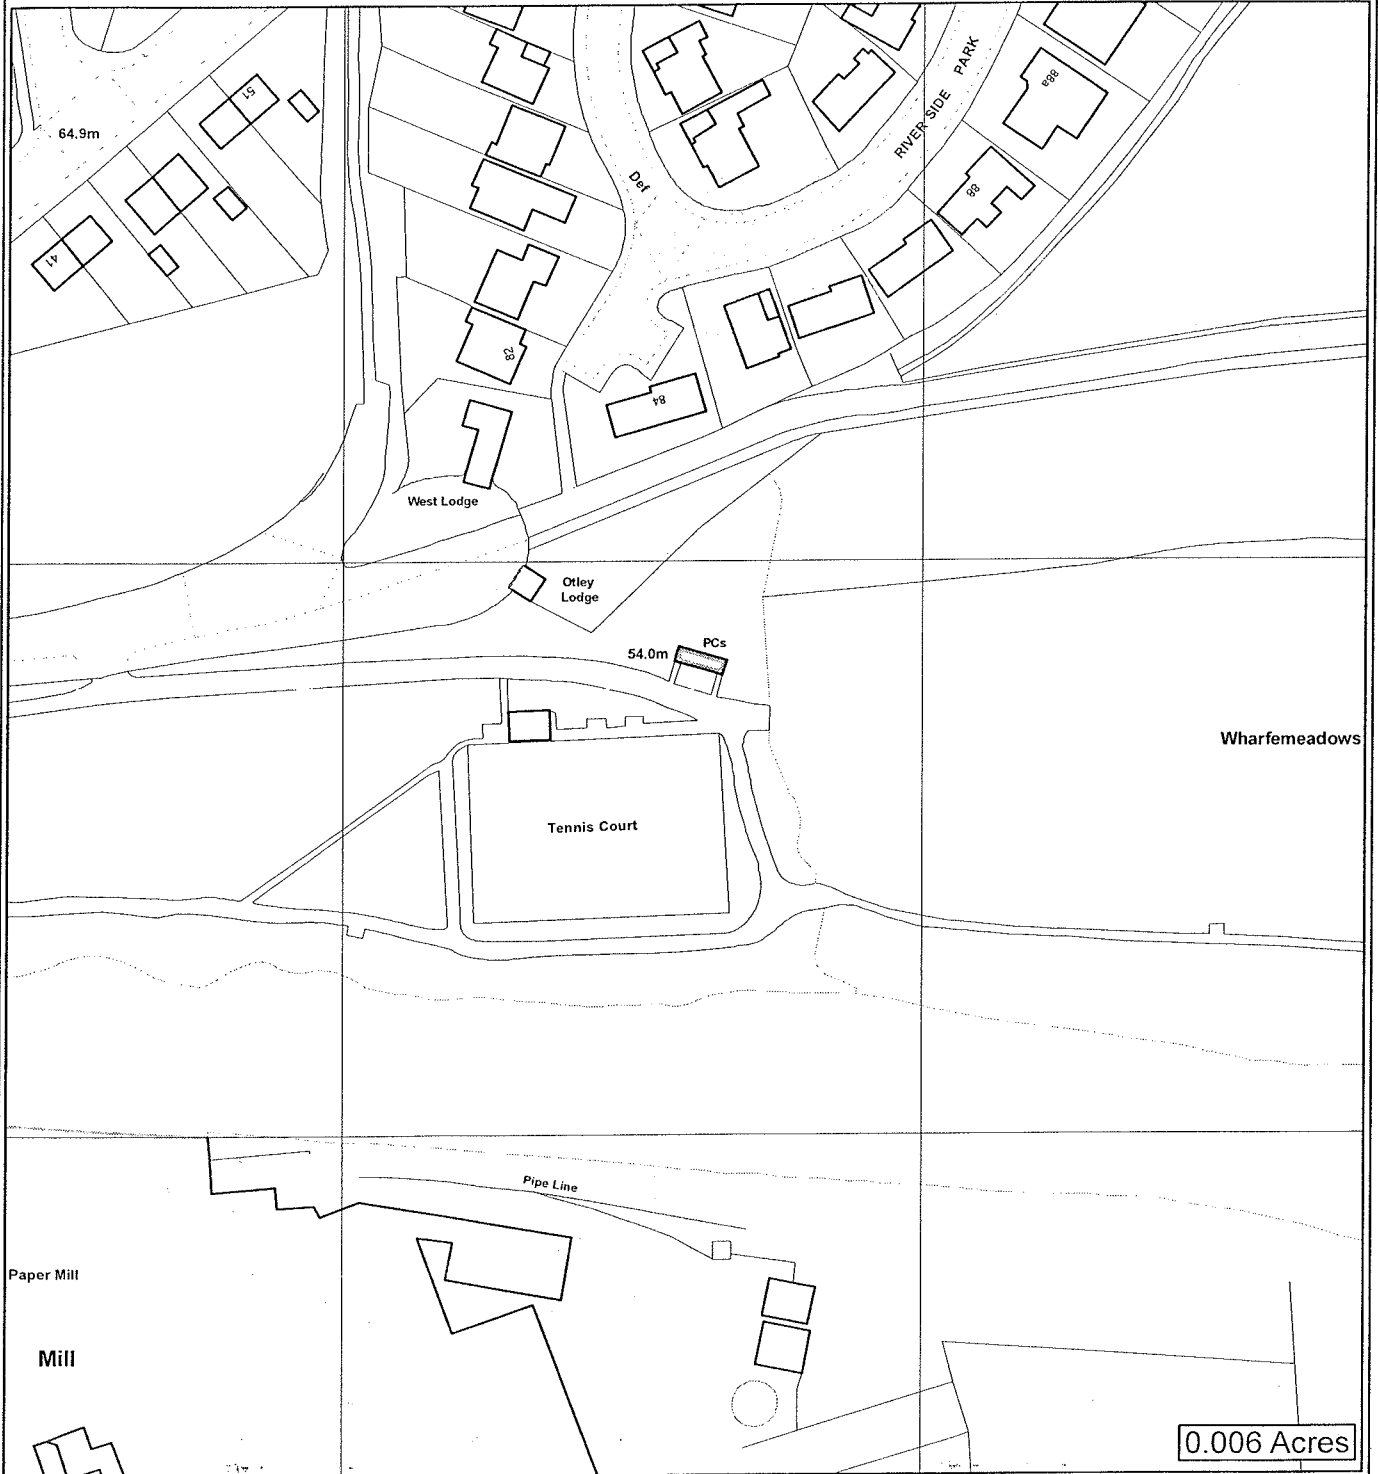 PARK
88a
51
64.9m
RIVER SIDE
Def
88
41
82
84
West Lodge
Otley
Lodge
PCs
54.0m
Wharfemeadows
Tennis Court
Pipe Line
Paper Mill
Mill
0.006 Acres